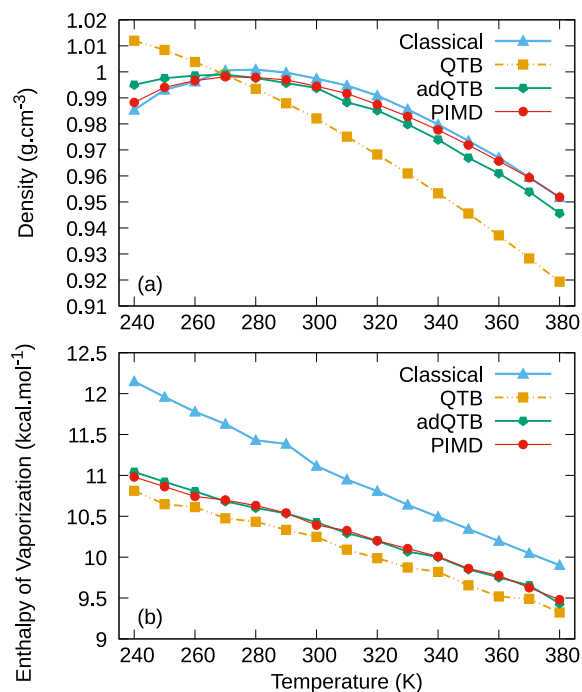 1.02
1.01
1
0.99
0.98
0.97
0.96
0.95
0.94
0.93
0.92
0.91
Density (g.cm-3)
Classical
QTB
adQTB
PIMD
(a)
240 260 280 300 320 340 360 380
12.5
12
11.5
11
10.5
10
9.5
9
Enthalpy of Vaporization (kcal.mol-1)
Classical
QTB
adQTB
PIMD
(b)
240 260 280 300 320 340 360 380
Temperature (K)